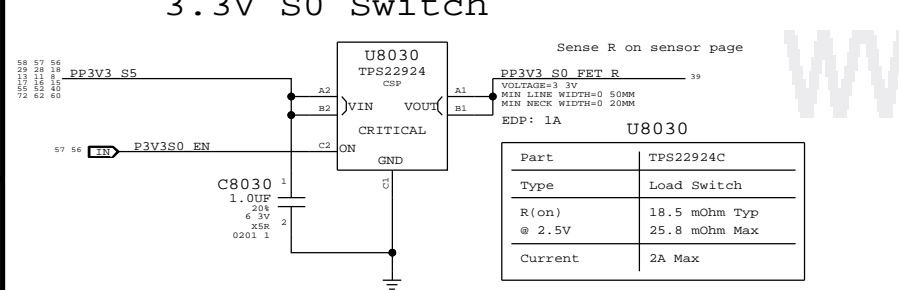 3.3V S0 Switch
58 57 56
29 28 18
13 11 8
17 16 15
55 52 40
72 62 60
PP3V3 S5
U8030
TPS22924
CSP
A2
B2
VIN
VOUT
A1
B1
CRITICAL
C2
ON
GND
C1
Sense R on sensor page
PP3V3 S0 FET R
39
VOLTAGE=3 3V
MIN LINE WIDTH=0 50MM
MIN NECK WIDTH=0 20MM
EDP: 1A
57 56
IN
P3V3S0 EN
C8030
1
1.0UF
20%
6 3V
X5R
0201 1
2
U8030
Part TPS22924C
Type Load Switch
R(on) 18.5 mOhm Typ
@ 2.5V 25.8 mOhm Max
Current 2A Max